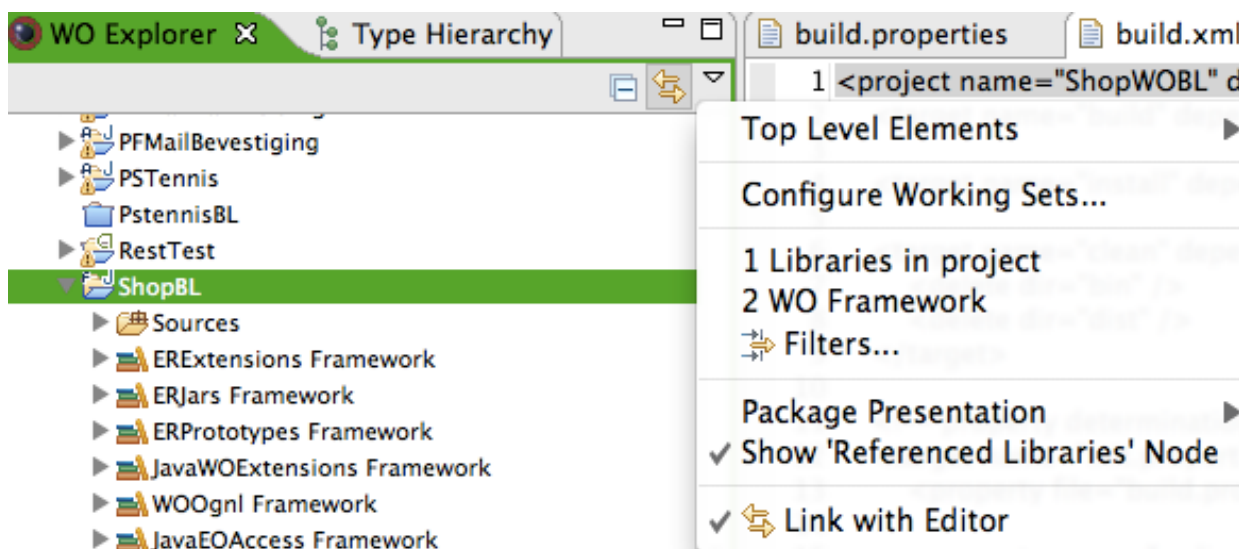 WO Explorer
Type Hierarchy
build.properties
build.xml
1 <project name="ShopWOBL" d
PFMailBevestiging
PSTennis
PstennisBL
RestTest
ShopBL
Sources
ERExtensions Framework
ERJars Framework
ERPrototypes Framework
JavaWOExtensions Framework
WOOgnl Framework
JavaEOAccess Framework
Top Level Elements
Configure Working Sets...
1 Libraries in project
2 WO Framework
Filters...
Package Presentation
Show 'Referenced Libraries' Node
Link with Editor